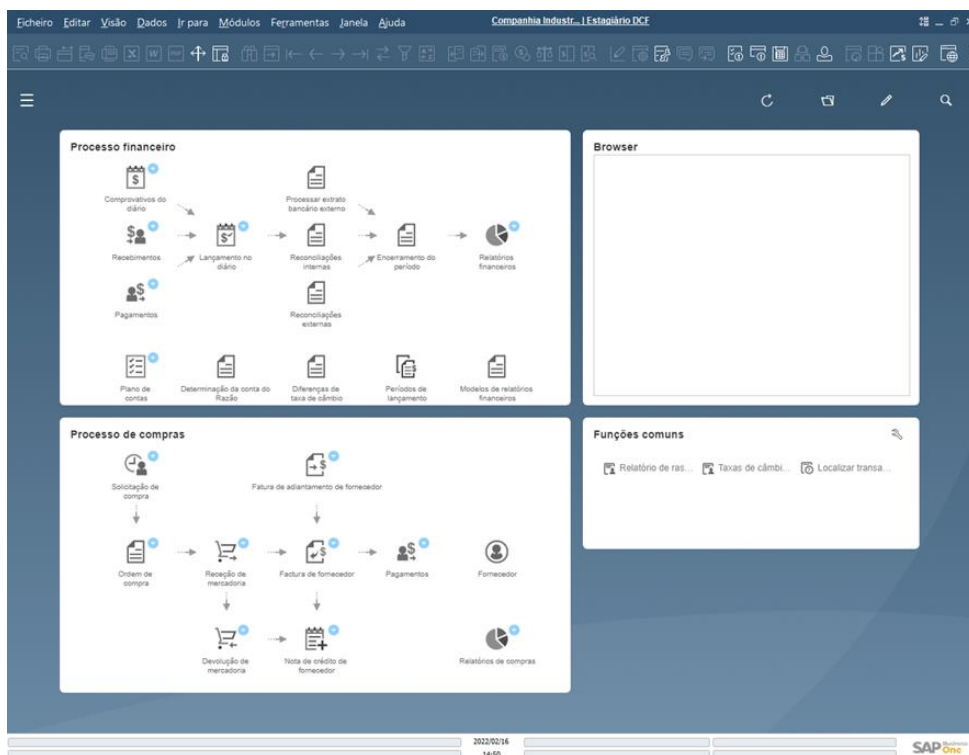 Ficheiro Editar Visão Dados Ir para Módulos Ferramentas Janela Ajuda
Companhia Industr... | Estagiário DCF
Processo financeiro
Comprovativos do
diário
Processar extrato
bancário externo
Recebimentos
Lançamento no
diário
Reconciliações
internas
Encerramento do
período
Relatórios
financeiros
Pagamentos
Reconciliações
externas
Plano de
contas
Determinação da conta do
Razão
Diferenças de
taxa de câmbio
Períodos de
lançamento
Modelos de relatórios
financeiros
Browser
Processo de compras
Solicitação de
compra
Fatura de adiantamento de fornecedor
Ordem de
compra
Receção de
mercadoria
Factura de fornecedor
Pagamentos
Fornecedor
Devolução de
mercadoria
Nota de crédito de
fornecedor
Relatórios de compras
Funções comuns
Relatório de ras...
Taxas de câmbi...
Localizar transa...
2022/02/16
14:50
SAP Business
One